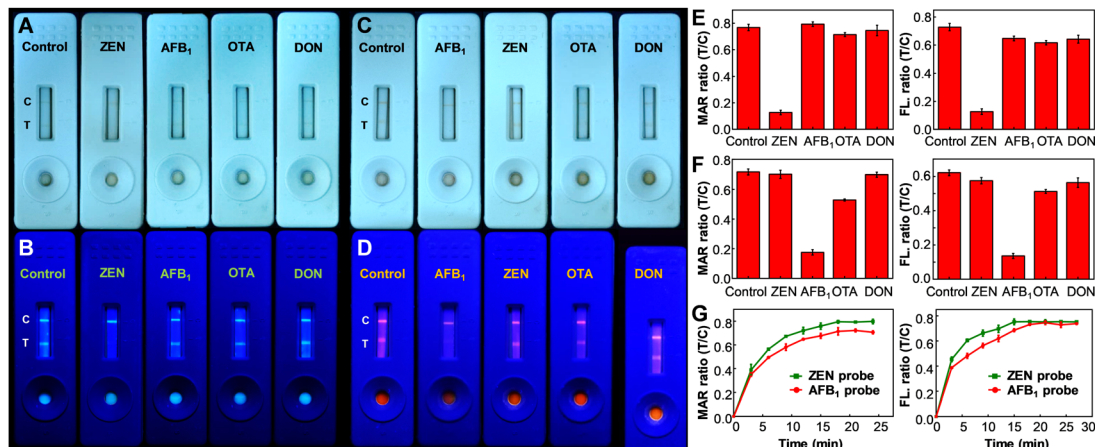 A
Control ZEN AFB₁ OTA DON
C
T
C
Control AFB₁ ZEN OTA DON
B
Control ZEN AFB₁ OTA DON
C
T
D
Control AFB₁ ZEN OTA DON
C
T
E
MAR ratio (T/C)
0.8
0.6
0.4
0.2
0.0
Control ZEN AFB₁ OTA DON
FL. ratio (T/C)
0.8
0.6
0.4
0.2
0.0
Control ZEN AFB₁ OTA DON
F
MAR ratio (T/C)
0.8
0.6
0.4
0.2
0.0
Control ZEN AFB₁ OTA DON
FL. ratio (T/C)
0.6
0.4
0.2
0.0
Control ZEN AFB₁ OTA DON
G
MAR ratio (T/C)
0.8
0.6
0.4
0.2
0.0
ZEN probe
AFB₁ probe
0 5 10 15 20 25
Time (min)
FL. ratio (T/C)
0.8
0.6
0.4
0.2
0.0
ZEN probe
AFB₁ probe
0 5 10 15 20 25 30
Time (min)